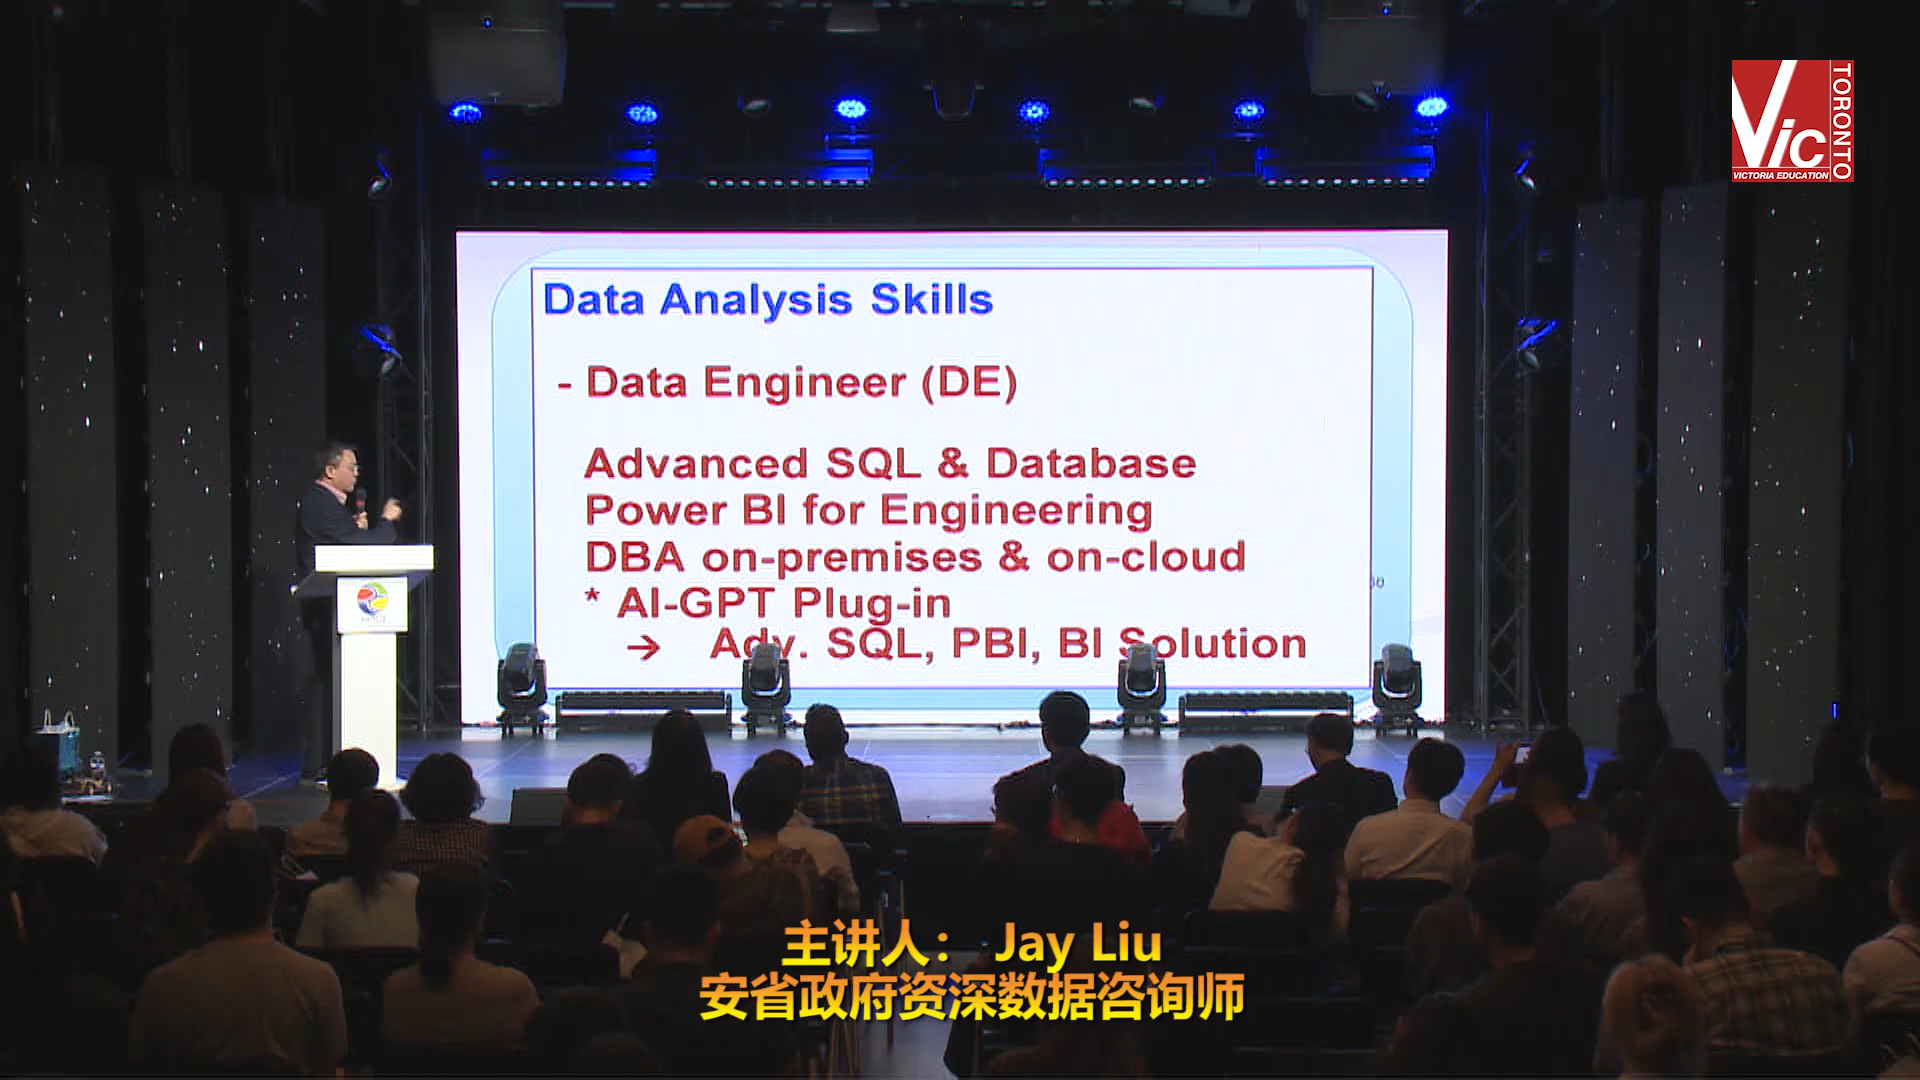 Vic
TORONTO
VICTORIA EDUCATION
Data Analysis Skills
- Data Engineer (DE)
Advanced SQL & Database
Power BI for Engineering
DBA on-premises & on-cloud
* AI-GPT Plug-in
→ Adv. SQL, PBI, BI Solution
主讲人： Jay Liu
安省政府资深数据咨询师